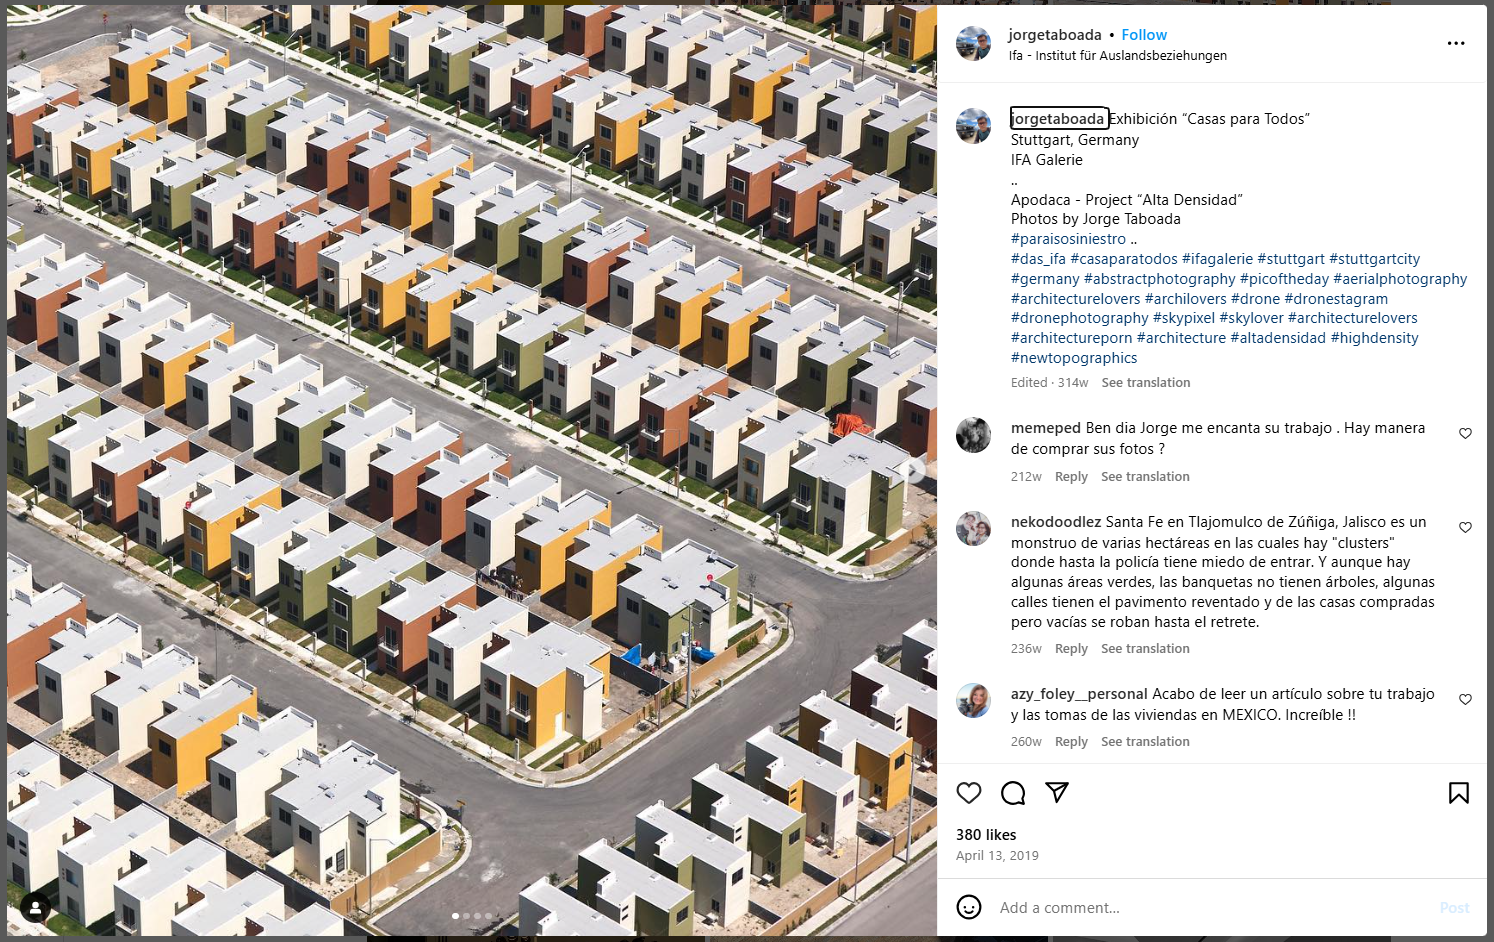 jorgetaboada • Follow
Ifa - Institut für Auslandsbeziehungen
jorgetaboada Exhibición “Casas para Todos”
Stuttgart, Germany
IFA Galerie
..
Apodaca - Project “Alta Densidad”
Photos by Jorge Taboada
#paraisosiniestro ..
#das_ifa #casaparatodos #ifagalerie #stuttgart #stuttgartcity
#germany #abstractphotography #picoftheday #aerialphotography
#architecturelovers #archilovers #drone #dronestagram
#dronephotography #skypixel #skylover #architecturelovers
#architectureporn #architecture #altadensidad #highdensity
#newtopographics
Edited · 314w See translation
memeped Ben dia Jorge me encanta su trabajo . Hay manera
de comprar sus fotos ?
212w Reply See translation
nekodoodlez Santa Fe en Tlajomulco de Zúñiga, Jalisco es un
monstruo de varias hectáreas en las cuales hay "clusters"
donde hasta la policía tiene miedo de entrar. Y aunque hay
algunas áreas verdes, las banquetas no tienen árboles, algunas
calles tienen el pavimento reventado y de las casas compradas
pero vacías se roban hasta el retrete.
236w Reply See translation
azy_foley__personal Acabo de leer un artículo sobre tu trabajo
y las tomas de las viviendas en MEXICO. Increíble !!
260w Reply See translation
380 likes
April 13, 2019
Add a comment...
Post